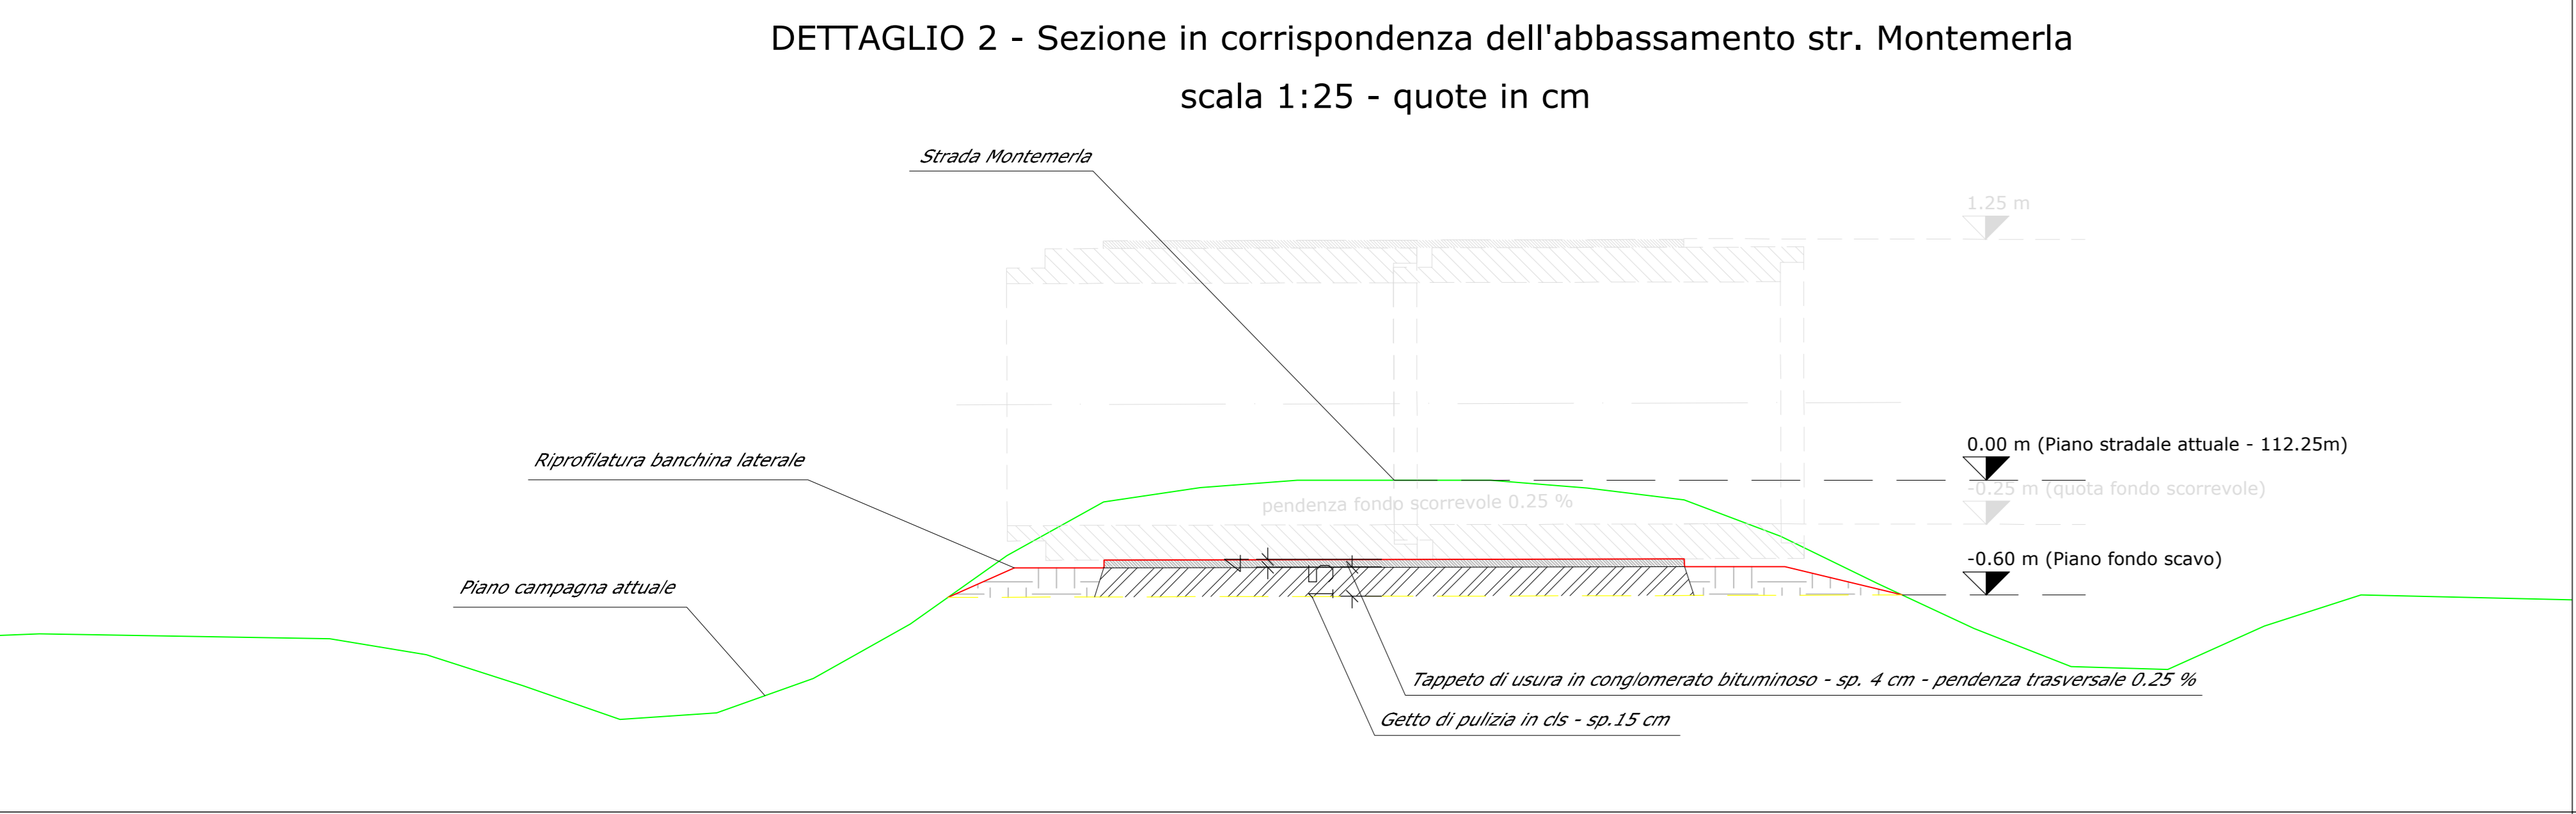 DETTAGLIO 2 - Sezione in corrispondenza dell'abbassamento str. Montemerla
scala 1:25 - quote in cm
Strada Montemerla
1.25 m
0.00 m (Piano stradale attuale - 112.25m)
Riprofilatura banchina laterale
-0.25 m (quota fondo scorrevole)
pendenza fondo scorrevole 0.25 %
-0.60 m (Piano fondo scavo)
4
15
Piano campagna attuale
Tappeto di usura in conglomerato bituminoso - sp. 4 cm - pendenza trasversale 0.25 %
Getto di pulizia in cls - sp.15 cm